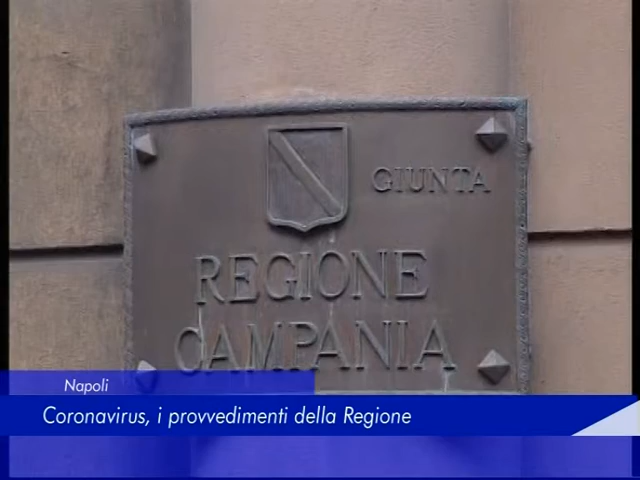 GIUNTA
REGIONE
CAMPANIA
Napoli
Coronavirus, i provvedimenti della Regione